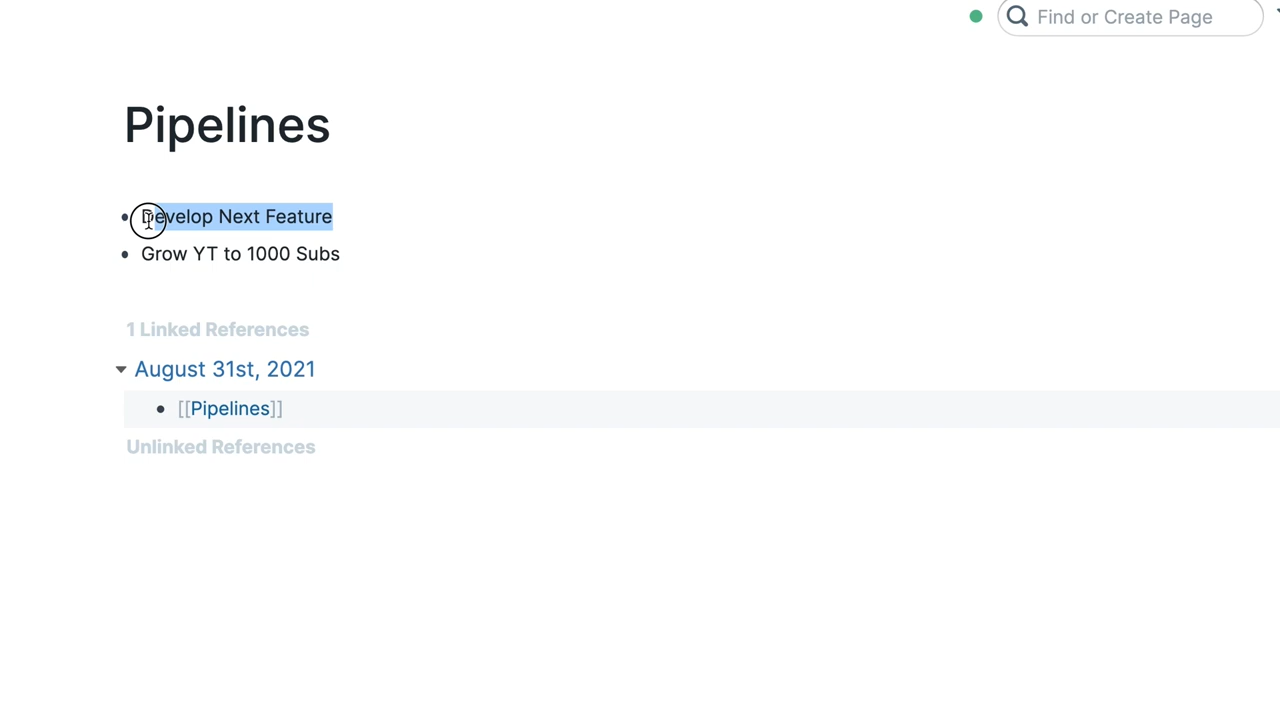 Find or Create Page
Pipelines
Develop Next Feature
Grow YT to 1000 Subs
1 Linked References
August 31st, 2021
[[Pipelines]]
Unlinked References